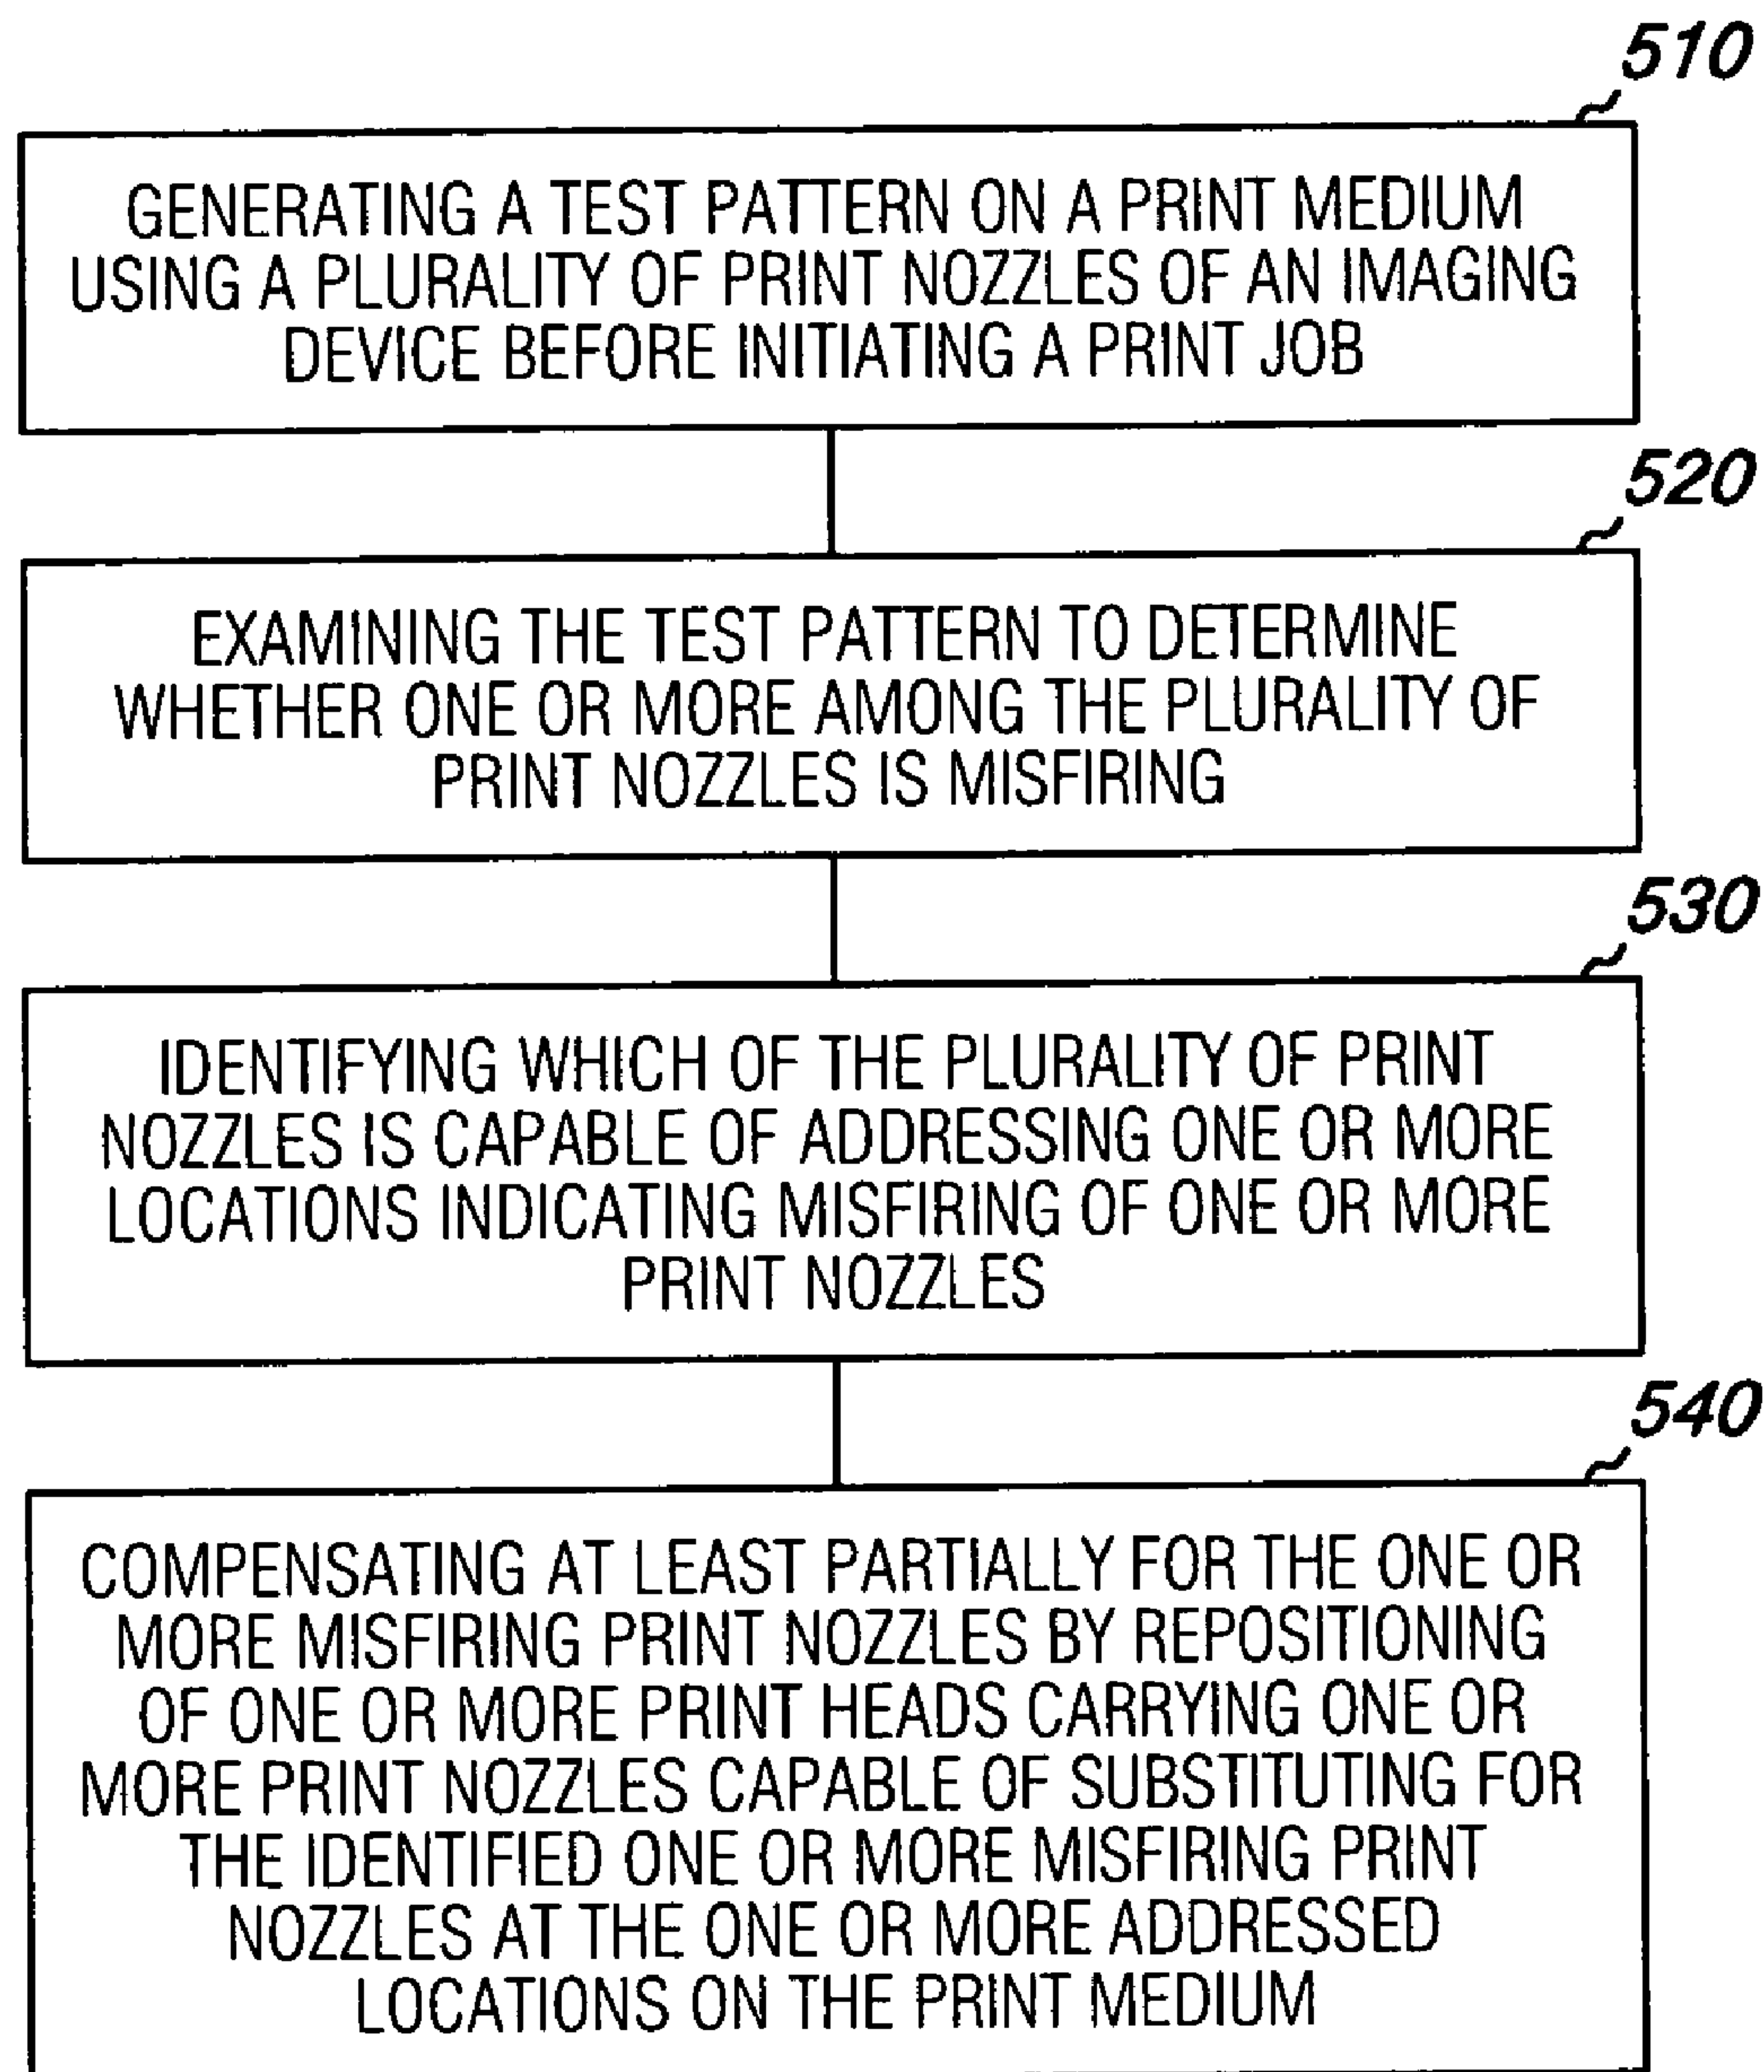 510
GENERATING A TEST PATTERN ON A PRINT MEDIUM
USING A PLURALITY OF PRINT NOZZLES OF AN IMAGING
DEVICE BEFORE INITIATING A PRINT JOB
520
EXAMINING THE TEST PATTERN TO DETERMINE
WHETHER ONE OR MORE AMONG THE PLURALITY OF
PRINT NOZZLES IS MISFIRING
530
IDENTIFYING WHICH OF THE PLURALITY OF PRINT
NOZZLES IS CAPABLE OF ADDRESSING ONE OR MORE
LOCATIONS INDICATING MISFIRING OF ONE OR MORE
PRINT NOZZLES
540
COMPENSATING AT LEAST PARTIALLY FOR THE ONE OR
MORE MISFIRING PRINT NOZZLES BY REPOSITIONING
OF ONE OR MORE PRINT HEADS CARRYING ONE OR
MORE PRINT NOZZLES CAPABLE OF SUBSTITUTING FOR
THE IDENTIFIED ONE OR MORE MISFIRING PRINT
NOZZLES AT THE ONE OR MORE ADDRESSED
LOCATIONS ON THE PRINT MEDIUM